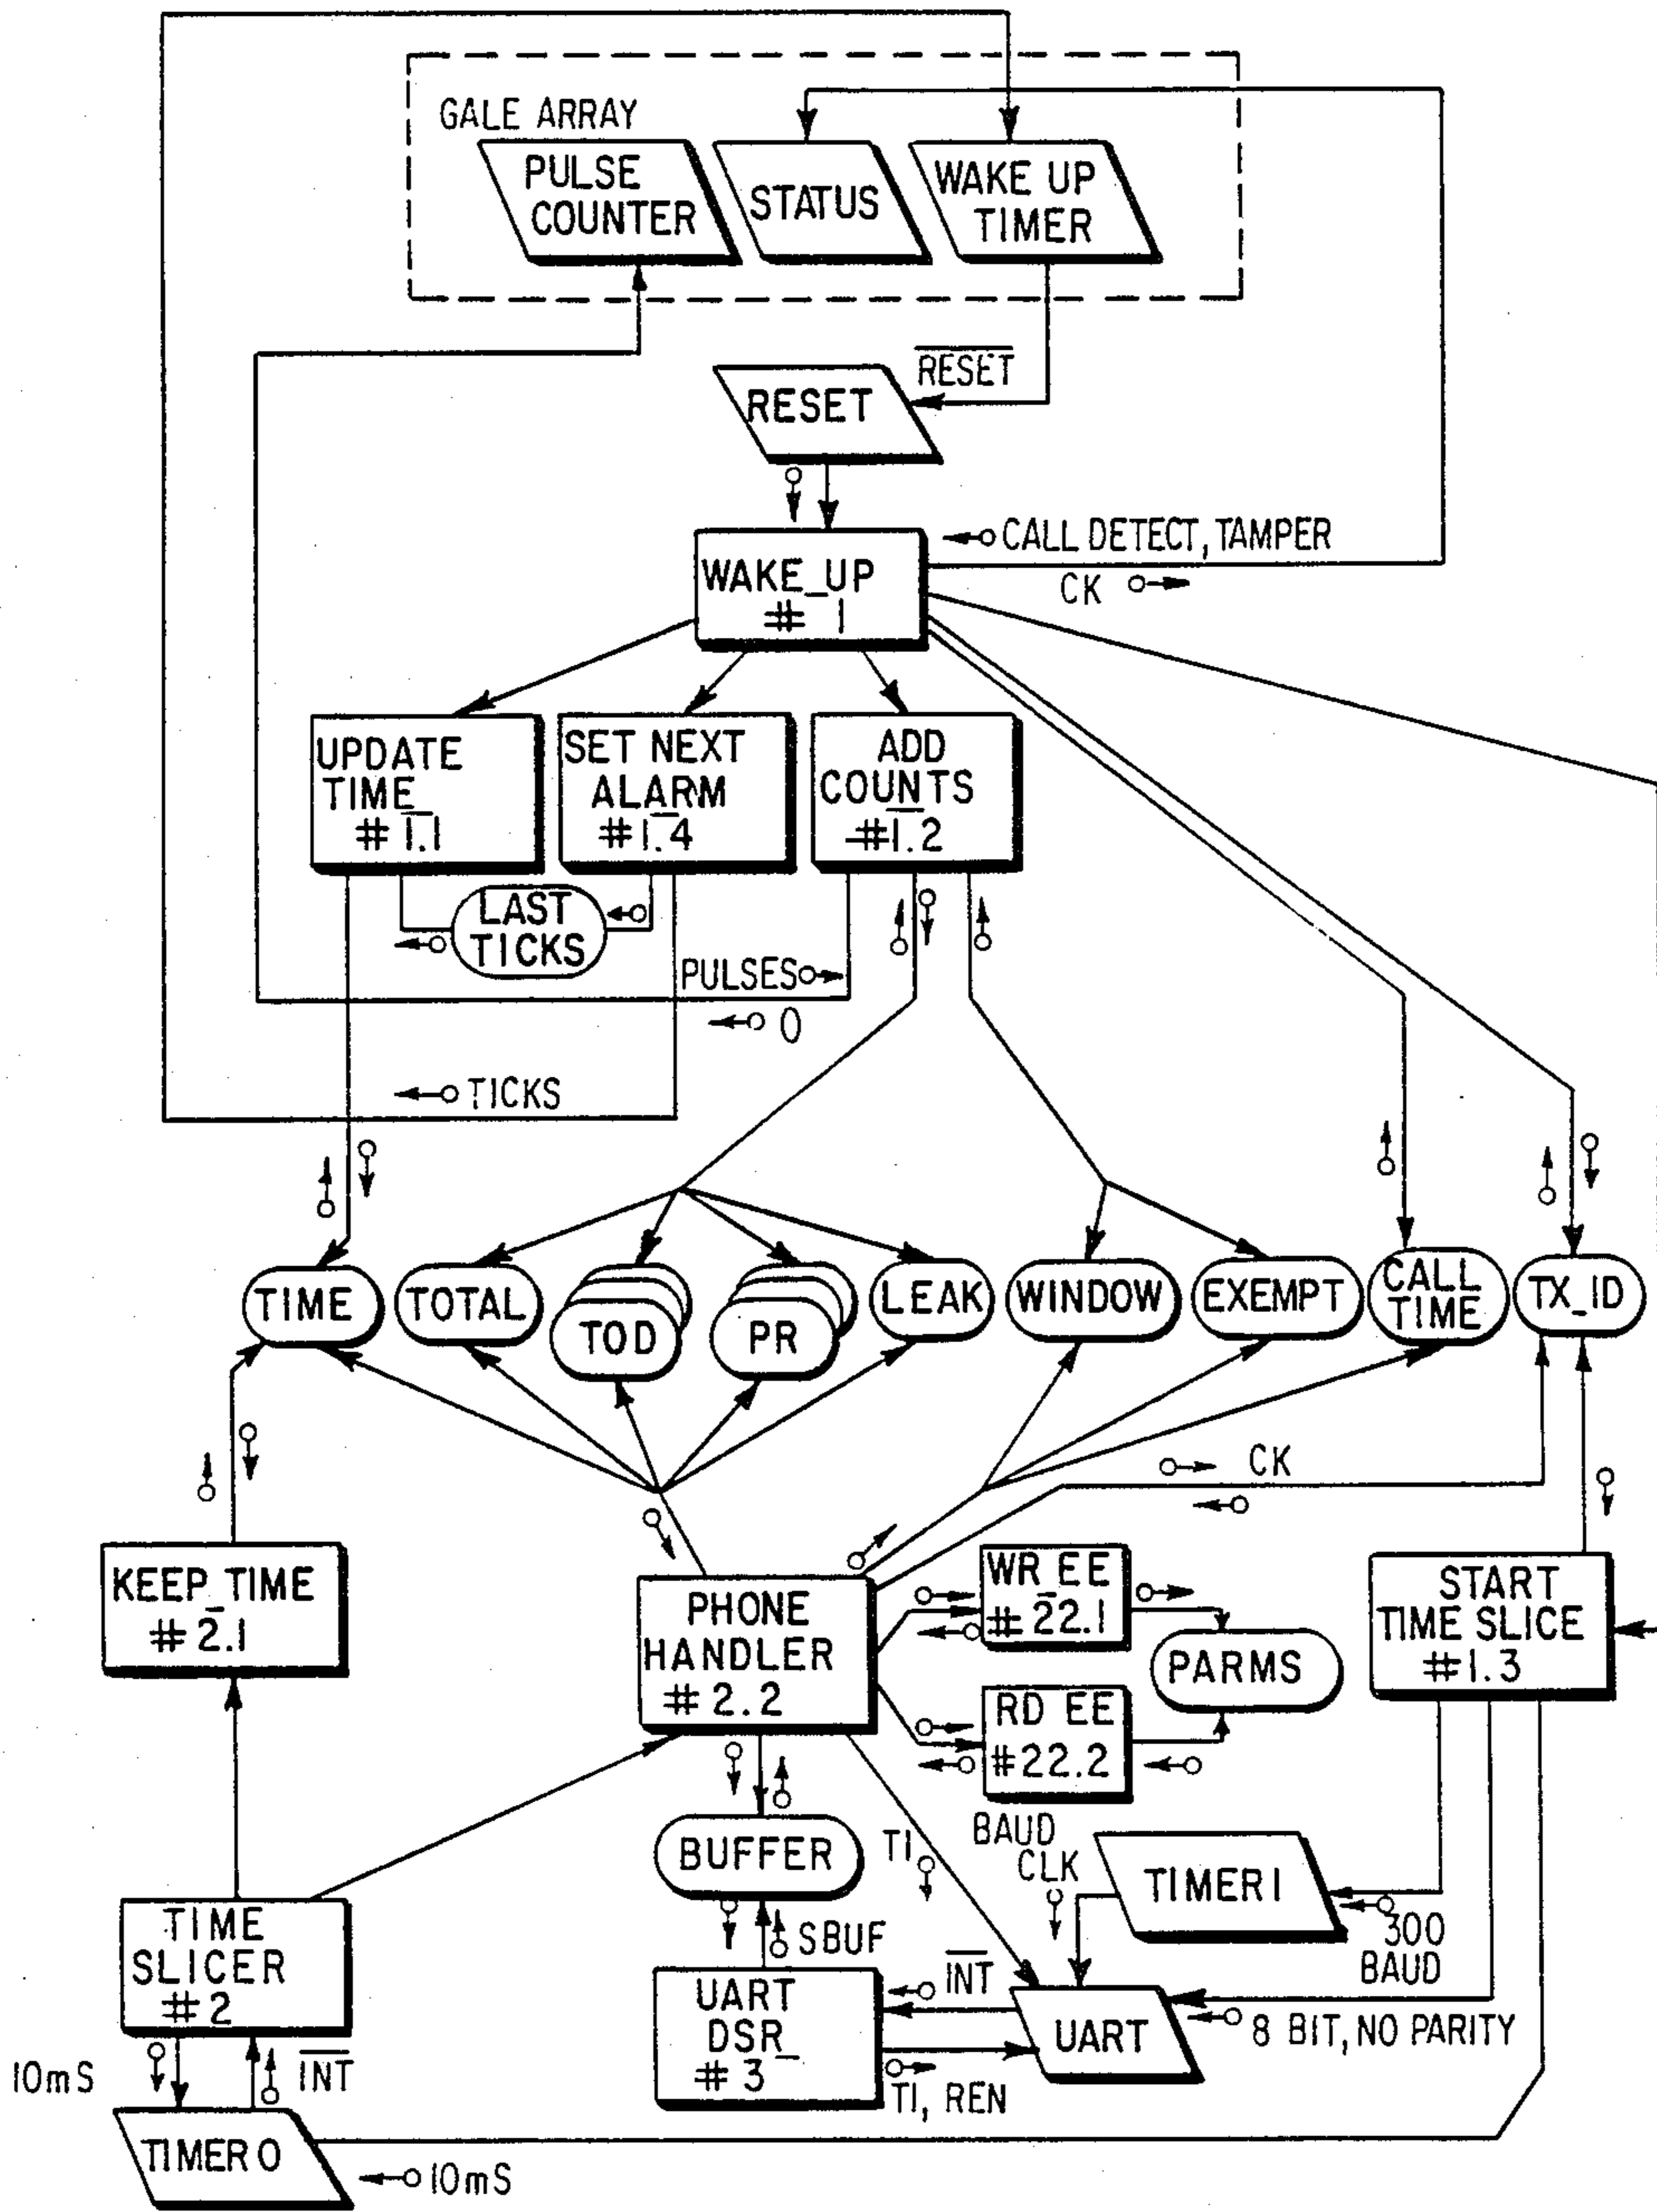 GALE ARRAY
PULSE
COUNTER
STATUS
WAKE UP
TIMER
RESET
RESET
CALL DETECT, TAMPER
CK
WAKE_UP
# 1
UPDATE
TIME_
# 1.1
SET NEXT
ALARM
#1.4
ADD
COUNTS
#1.2
LAST
TICKS
PULSES
0
TICKS
TIME
TOTAL
TOD
PR
LEAK
WINDOW
EXEMPT
CALL
TIME
TX_ID
CK
KEEP_TIME
# 2.1
PHONE
HANDLER
# 2.2
WR_EE
# 22.1
PARMS
RD EE
#22.2
START
TIME SLICE
#1.3
BUFFER
TI
BAUD
CLK
TIMER1
300
BAUD
SBUF
TIME
SLICER
# 2
UART
DSR_
# 3
INT
UART
8 BIT, NO PARITY
TI, REN
10mS
INT
TIMER 0
10mS